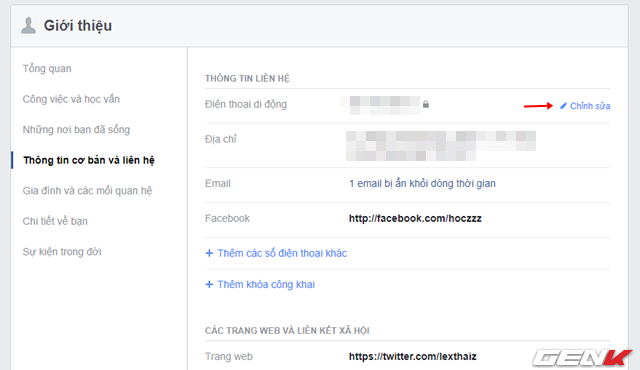 Giới thiệu
Tổng quan
Công việc và học vấn
Những nơi bạn đã sống
Thông tin cơ bản và liên hệ
Gia đình và các mối quan hệ
Chi tiết về bạn
Sự kiện trong đời
THÔNG TIN LIÊN HỆ
Điện thoại di động
Chỉnh sửa
Địa chỉ
Email 1 email bị ẩn khỏi dòng thời gian
Facebook http://facebook.com/hoczzz
+ Thêm các số điện thoại khác
+ Thêm khóa công khai
CÁC TRANG WEB VÀ LIÊN KẾT XÃ HỘI
Trang web https://twitter.com/lexthaiz
GENK